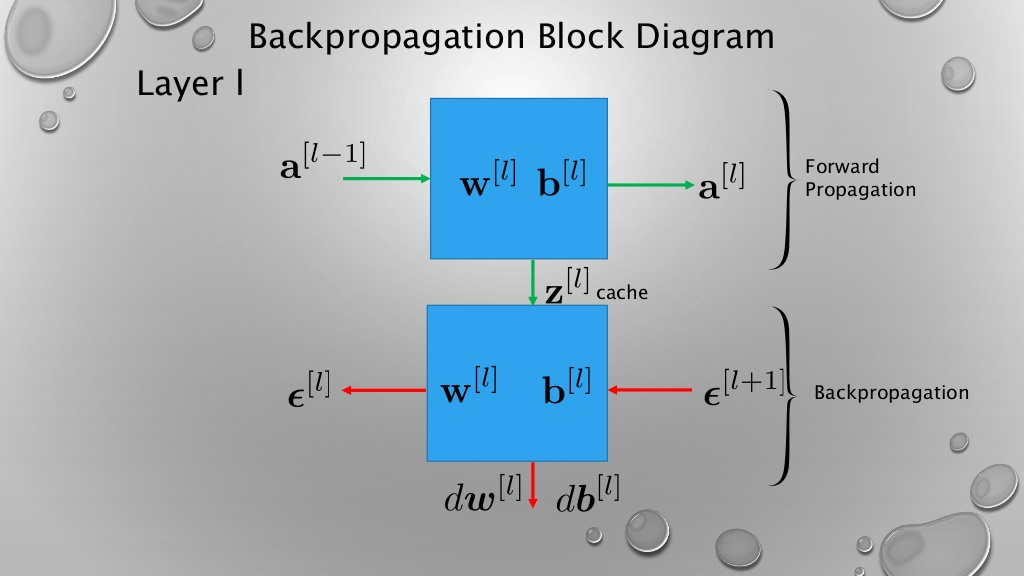 Backpropagation Block Diagram
Layer l
a^[l−1]
w^[l] b^[l]
a^[l]
Forward
Propagation
z^[l] cache
ϵ^[l]
w^[l] b^[l]
ϵ^[l+1]
Backpropagation
dw^[l] db^[l]